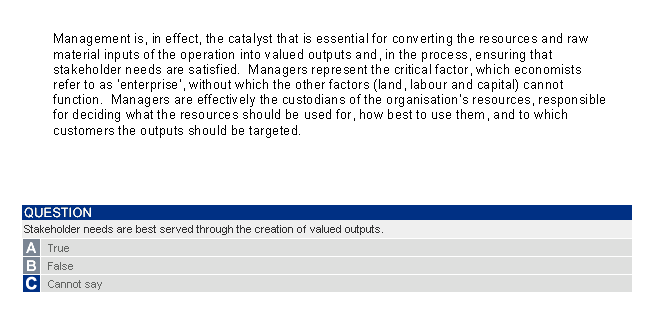 Management is, in effect, the catalyst that is essential for converting the resources and raw
material inputs of the operation into valued outputs and, in the process, ensuring that
stakeholder needs are satisfied. Managers represent the critical factor, which economists
refer to as 'enterprise', without which the other factors (land, labour and capital) cannot
function. Managers are effectively the custodians of the organisation's resources, responsible
for deciding what the resources should be used for, how best to use them, and to which
customers the outputs should be targeted.
QUESTION
Stakeholder needs are best served through the creation of valued outputs.
A True
B False
C Cannot say